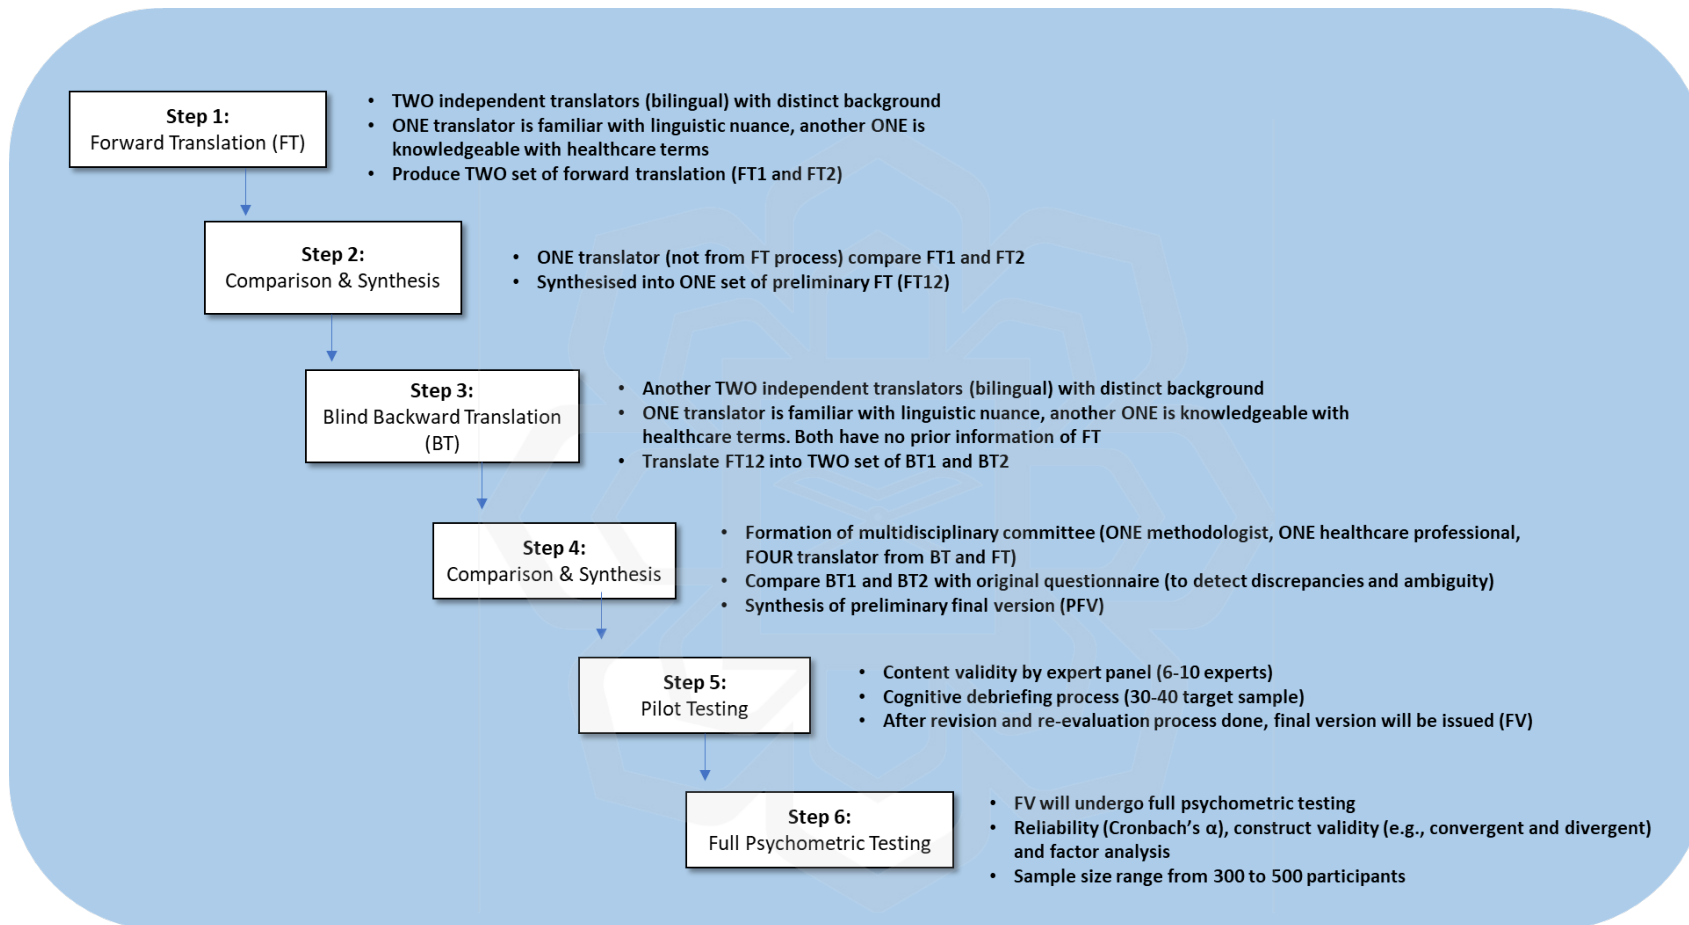 Step 1:
Forward Translation (FT)
• TWO independent translators (bilingual) with distinct background
• ONE translator is familiar with linguistic nuance, another ONE is
knowledgeable with healthcare terms
• Produce TWO set of forward translation (FT1 and FT2)
Step 2:
Comparison & Synthesis
• ONE translator (not from FT process) compare FT1 and FT2
• Synthesised into ONE set of preliminary FT (FT12)
Step 3:
Blind Backward Translation
(BT)
• Another TWO independent translators (bilingual) with distinct background
• ONE translator is familiar with linguistic nuance, another ONE is knowledgeable with
healthcare terms. Both have no prior information of FT
• Translate FT12 into TWO set of BT1 and BT2
Step 4:
Comparison & Synthesis
• Formation of multidisciplinary committee (ONE methodologist, ONE healthcare professional,
FOUR translator from BT and FT)
• Compare BT1 and BT2 with original questionnaire (to detect discrepancies and ambiguity)
• Synthesis of preliminary final version (PFV)
Step 5:
Pilot Testing
• Content validity by expert panel (6-10 experts)
• Cognitive debriefing process (30-40 target sample)
• After revision and re-evaluation process done, final version will be issued (FV)
Step 6:
Full Psychometric Testing
• FV will undergo full psychometric testing
• Reliability (Cronbach's α), construct validity (e.g., convergent and divergent)
and factor analysis
• Sample size range from 300 to 500 participants